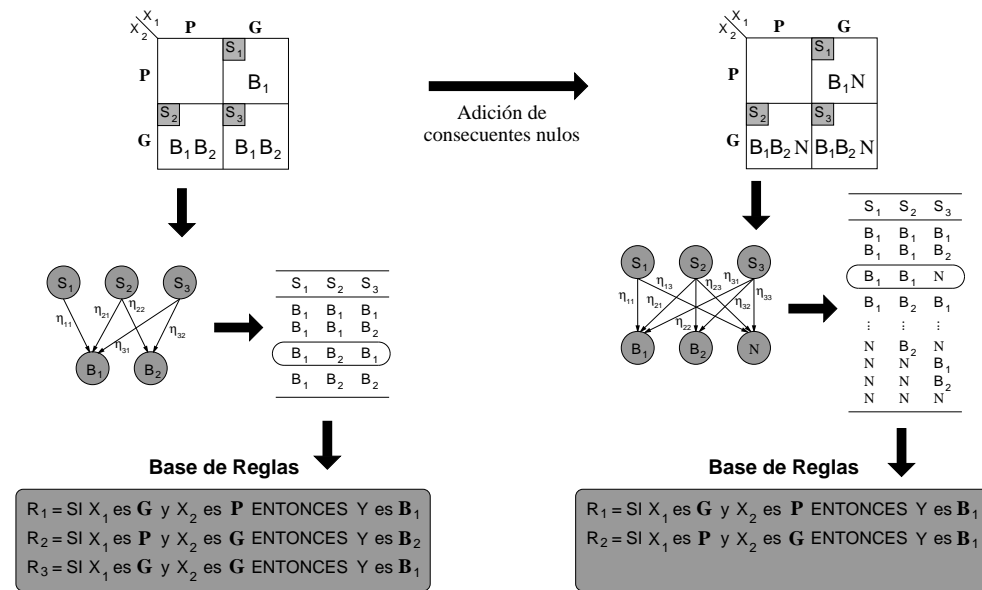 X₁
X₂
P G
P
G
S₁
B₁
S₂
S₃
B₁ B₂
B₁ B₂
Adición de
consecuentes nulos
X₁
X₂
P G
P
G
S₁
B₁ N
S₂
S₃
B₁B₂ N
B₁B₂ N
S₁ S₂ S₃
η₁₁ η₂₁ η₂₂ η₃₁ η₃₂
B₁ B₂
S₁ S₂ S₃
B₁ B₁ B₁
B₁ B₁ B₂
B₁ B₂ B₁
B₁ B₂ B₂
S₁ S₂ S₃
η₁₁ η₁₃ η₂₁ η₂₂ η₂₃ η₃₁ η₃₂ η₃₃
B₁ B₂ N
S₁ S₂ S₃
B₁ B₁ B₁
B₁ B₁ B₂
B₁ B₁ N
B₁ B₂ B₁
⋮ ⋮ ⋮
N B₂ N
N N B₁
N N B₂
N N N
Base de Reglas
R₁ = SI X₁ es G y X₂ es P ENTONCES Y es B₁
R₂ = SI X₁ es P y X₂ es G ENTONCES Y es B₂
R₃ = SI X₁ es G y X₂ es G ENTONCES Y es B₁
Base de Reglas
R₁ = SI X₁ es G y X₂ es P ENTONCES Y es B₁
R₂ = SI X₁ es P y X₂ es G ENTONCES Y es B₁